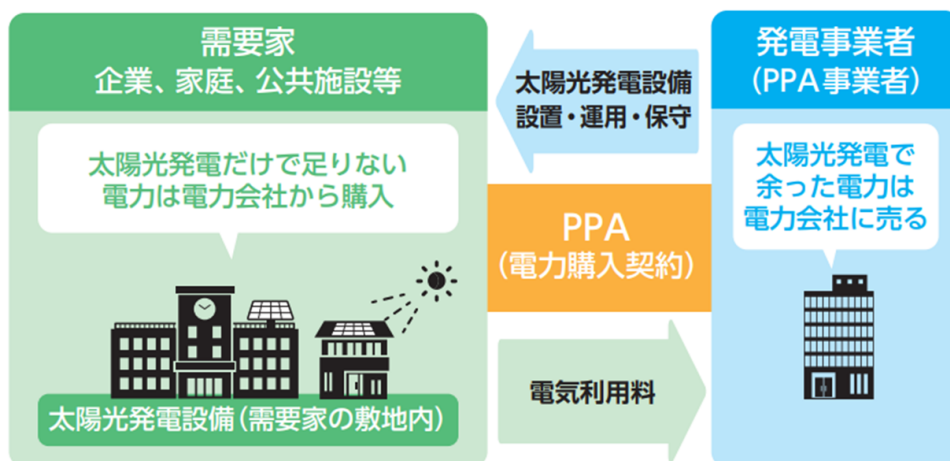 需要家
企業、家庭、公共施設等
太陽光発電だけで足りない
電力は電力会社から購入
太陽光発電設備(需要家の敷地内)
太陽光発電設備
設置・運用・保守
PPA
(電力購入契約)
電気利用料
発電事業者
(PPA事業者)
太陽光発電で
余った電力は
電力会社に売る